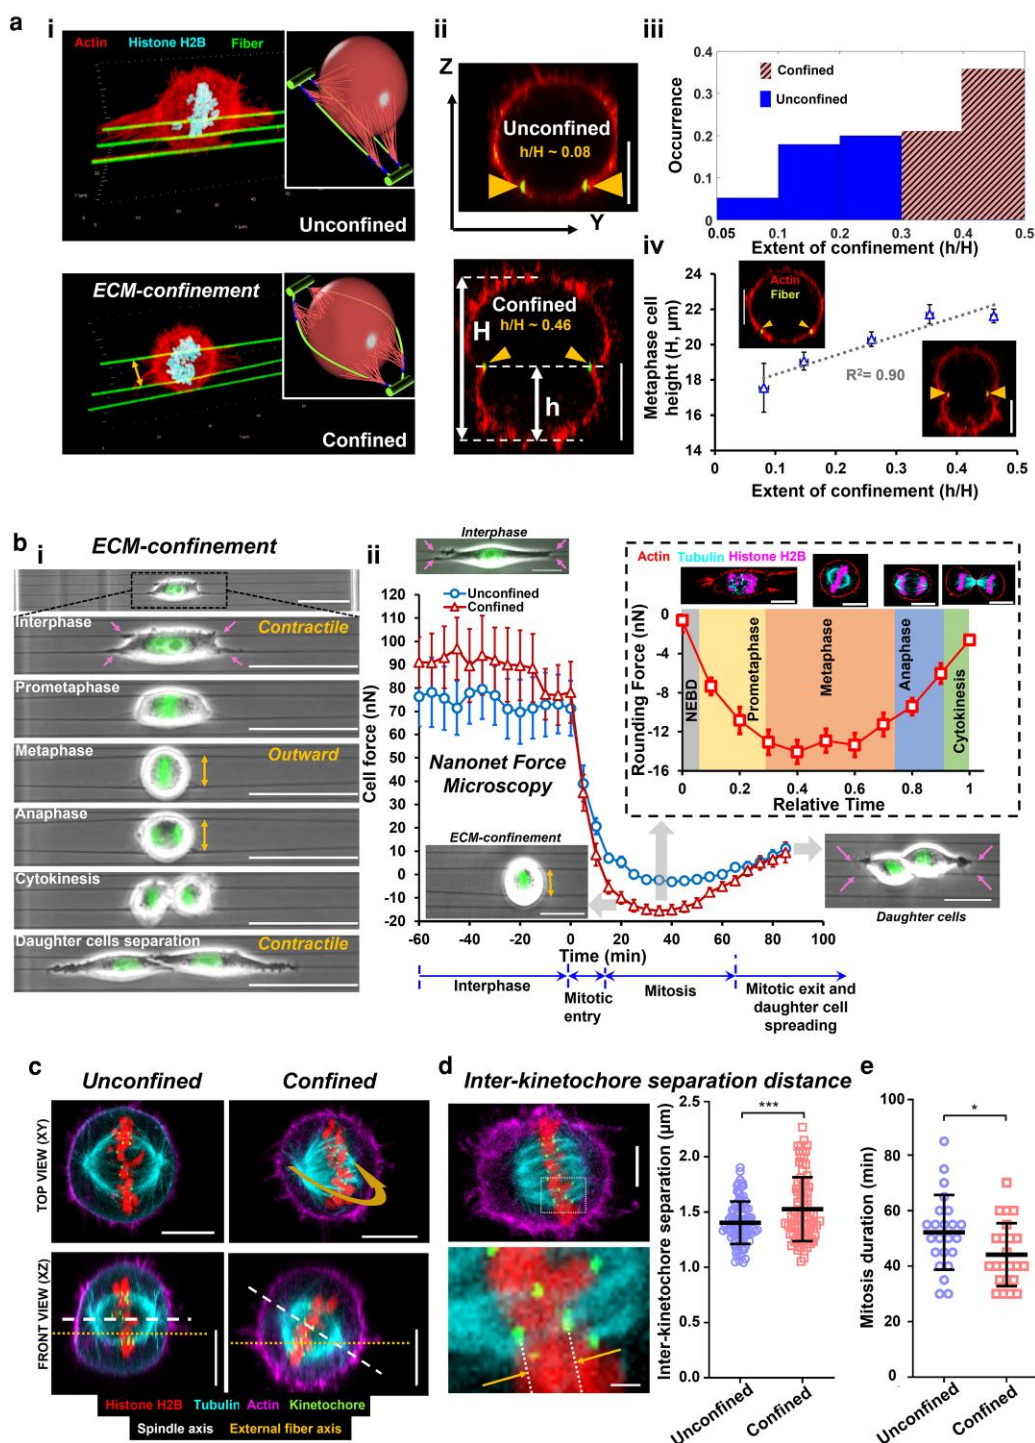 a
i
Actin Histone H2B Fiber
Unconfined
ECM-confinement
Confined
ii
Z
Unconfined
h/H ~ 0.08
Y
Confined
h/H ~ 0.46
H
h
iii
Occurrence
0.4
0.3
0.2
0.1
0
Confined
Unconfined
0.05 0.1 0.2 0.3 0.4 0.5
Extent of confinement (h/H)
iv
Metaphase cell
height (H, μm)
22
20
18
16
14
Actin
Fiber
R²= 0.90
0 0.1 0.2 0.3 0.4 0.5
Extent of confinement (h/H)
b
i
ECM-confinement
Interphase
Contractile
Prometaphase
Metaphase
Outward
Anaphase
Cytokinesis
Daughter cells separation
Contractile
ii
Interphase
Unconfined
Confined
Cell force (nN)
120
110
100
90
80
70
60
50
40
30
20
10
0
-10
-20
Nanonet Force
Microscopy
ECM-confinement
-60 -40 -20 0 20 40 60 80 100
Time (min)
Interphase
Mitotic
entry
Mitosis
Mitotic exit and
daughter cell
spreading
Daughter cells
Actin Tubulin Histone H2B
Rounding Force (nN)
0
-4
-8
-12
-16
NEBD
Prometaphase
Metaphase
Anaphase
Cytokinesis
0 0.2 0.4 0.6 0.8 1
Relative Time
c
Unconfined
Confined
TOP VIEW (XY)
FRONT VIEW (XZ)
Histone H2B Tubulin Actin Kinetochore
Spindle axis External fiber axis
d
Inter-kinetochore separation distance
Inter-kinetochore separation (μm)
2.5
2.0
1.5
1.0
0.5
0.0
***
Unconfined
Confined
e
Mitosis duration (min)
100
80
60
40
20
0
*
Unconfined
Confined